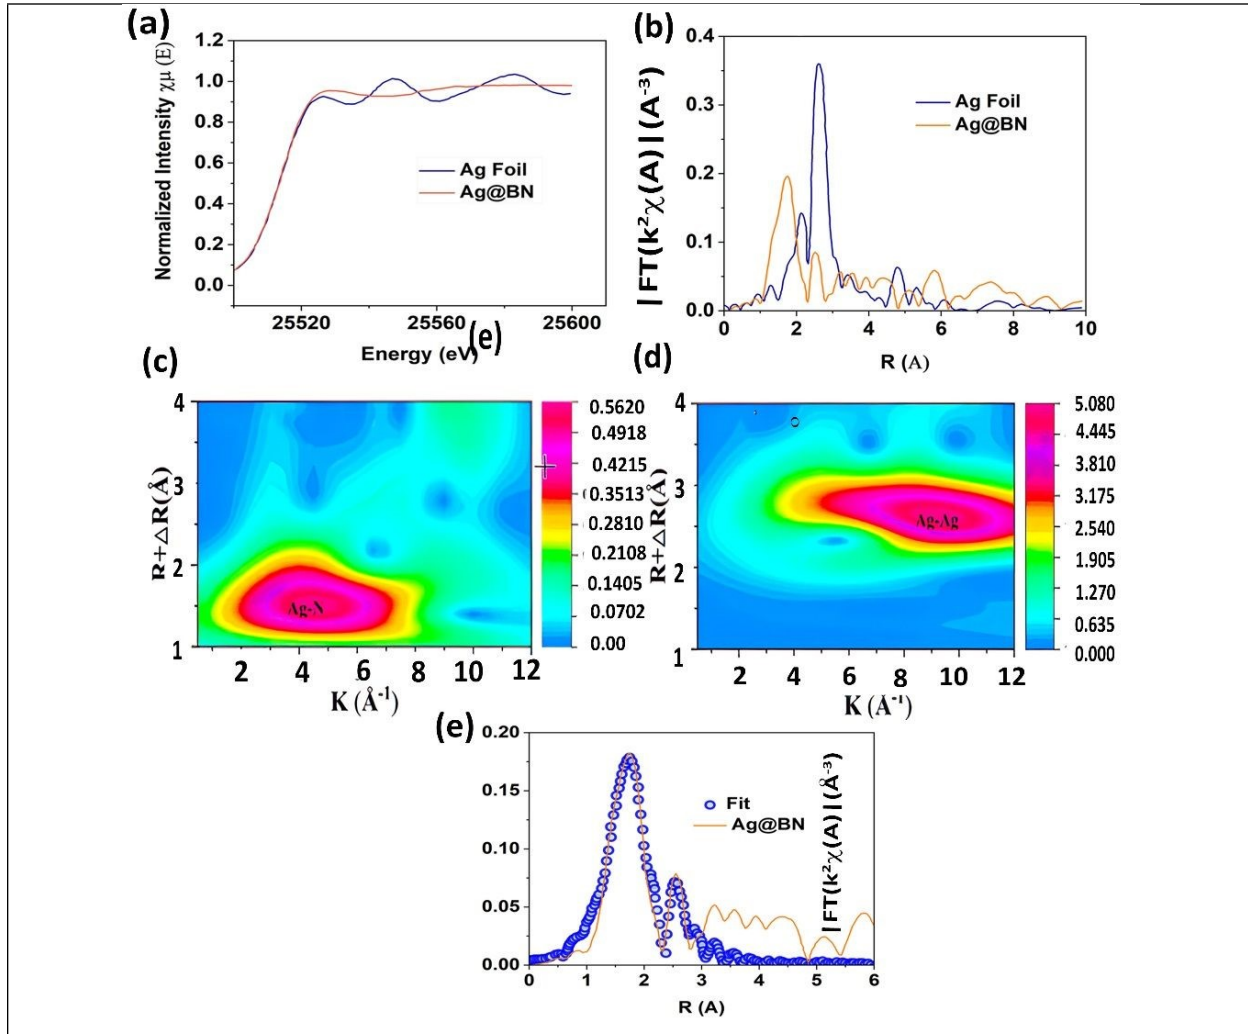 (a)
1.2
1.0
0.8
0.6
0.4
0.2
0.0
Normalized Intensity χμ (E)
Ag Foil
Ag@BN
25520 25560 25600
Energy (eV)
(e)
(b)
0.4
0.3
0.2
0.1
0.0
|FT(k²χ(A)|(A⁻³)
Ag Foil
Ag@BN
0 2 4 6 8 10
R (A)
(c)
4
3
2
1
R+△R(Å)
Ag-N
2 4 6 8 10 12
K (Å⁻¹)
0.5620
0.4918
0.4215
0.3513
0.2810
0.2108
0.1405
0.0702
0.00
(d)
4
3
2
1
R+△R(Å)
Ag-Ag
2 4 6 8 10 12
K (Å⁻¹)
5.080
4.445
3.810
3.175
2.540
1.905
1.270
0.635
0.000
(e)
0.20
0.15
0.10
0.05
0.00
Fit
Ag@BN
|FT(k²χ(A)|(Å⁻³)
0 1 2 3 4 5 6
R (A)